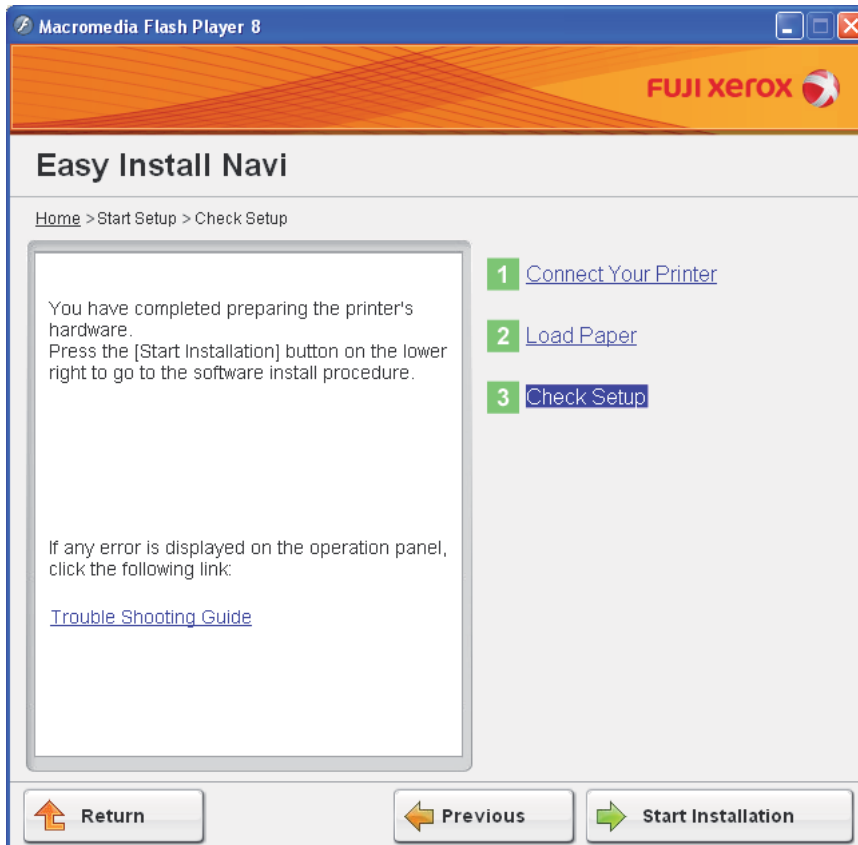 Macromedia Flash Player 8
FUJI xerox
Easy Install Navi
Home > Start Setup > Check Setup
You have completed preparing the printer's
hardware.
Press the [Start Installation] button on the lower
right to go to the software install procedure.
If any error is displayed on the operation panel,
click the following link:
Trouble Shooting Guide
1 Connect Your Printer
2 Load Paper
3 Check Setup
Return
Previous
Start Installation